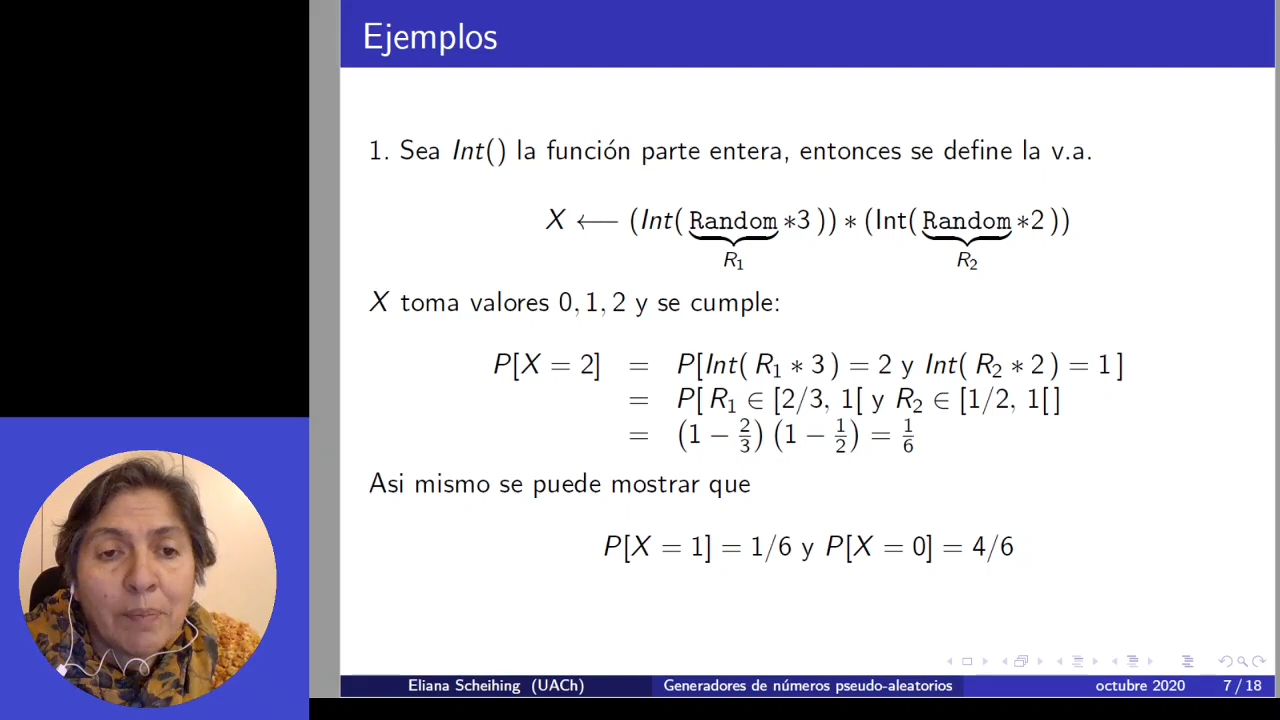 Ejemplos
1. Sea Int() la función parte entera, entonces se define la v.a.
X ⟵ (Int( Random ∗3 )) ∗ (Int( Random ∗2 ))
R₁ R₂
X toma valores 0, 1, 2 y se cumple:
P[X = 2] = P[Int( R₁ ∗ 3 ) = 2 y Int( R₂ ∗ 2 ) = 1 ]
= P[ R₁ ∈ [2/3, 1[ y R₂ ∈ [1/2, 1[ ]
= (1 − 2/3) (1 − 1/2) = 1/6
Asi mismo se puede mostrar que
P[X = 1] = 1/6 y P[X = 0] = 4/6
Eliana Scheihing (UACh) Generadores de números pseudo-aleatorios octubre 2020 7 / 18